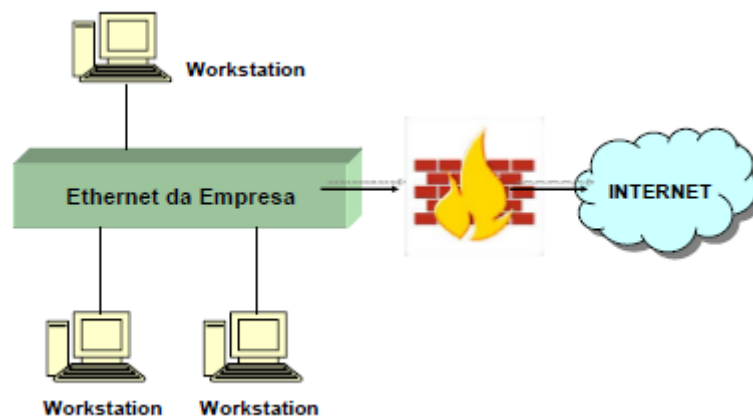 Workstation
Ethernet da Empresa
INTERNET
Workstation
Workstation